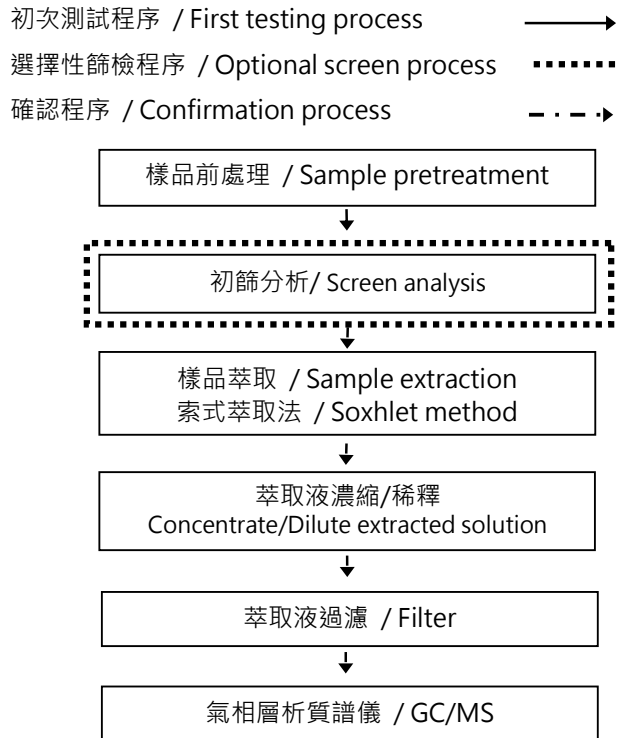 初次測試程序 / First testing process
選擇性篩檢程序 / Optional screen process
確認程序 / Confirmation process
樣品前處理 / Sample pretreatment
初篩分析/ Screen analysis
樣品萃取 / Sample extraction
索式萃取法 / Soxhlet method
萃取液濃縮/稀釋
Concentrate/Dilute extracted solution
萃取液過濾 / Filter
氣相層析質譜儀 / GC/MS